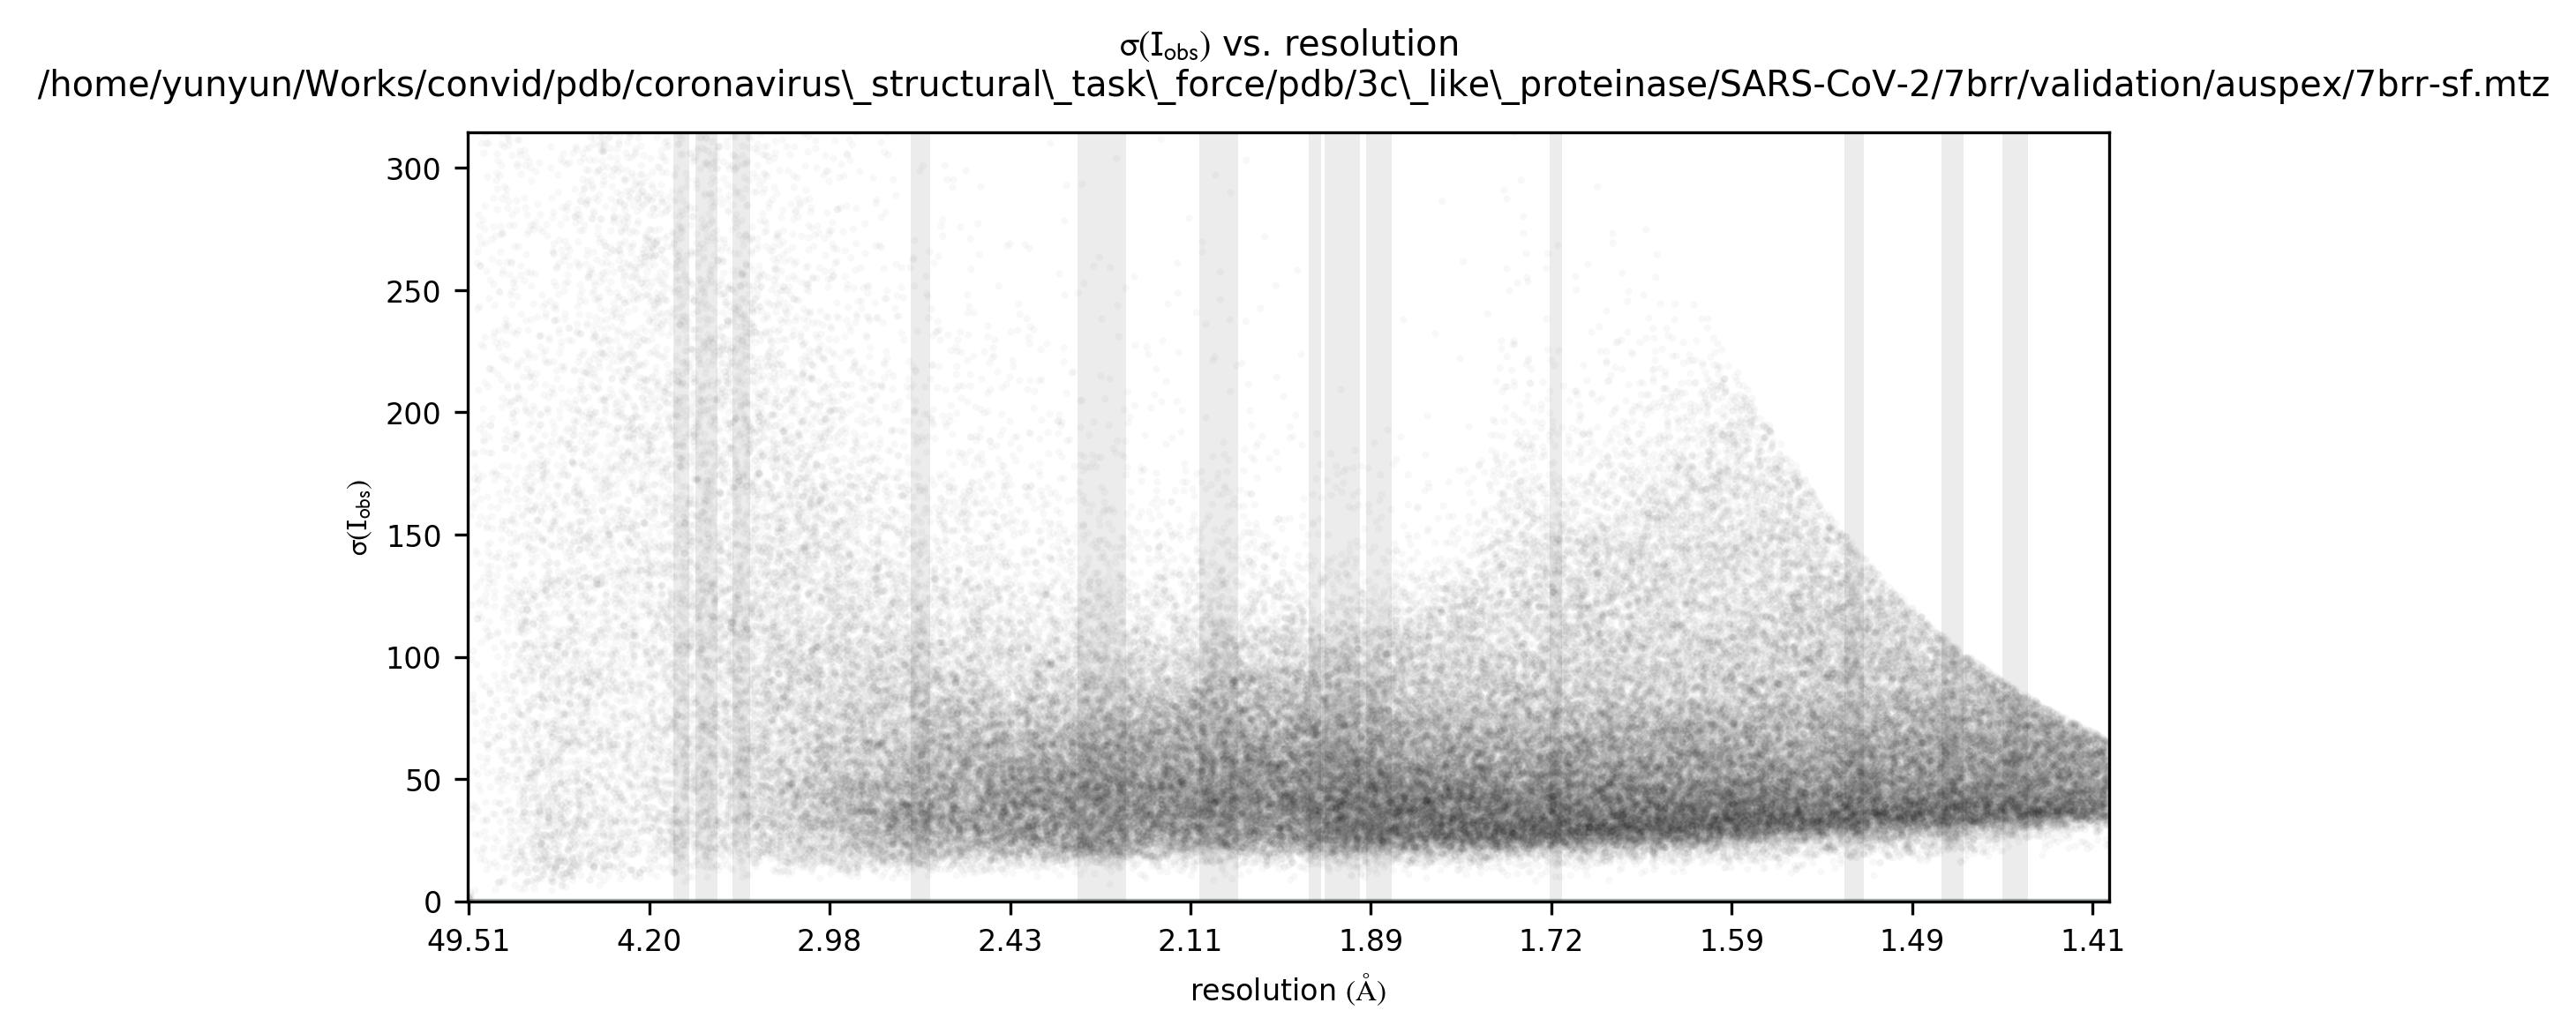 σ(I_obs) vs. resolution
/home/yunyun/Works/convid/pdb/coronavirus\_structural\_task\_force/pdb/3c\_like\_proteinase/SARS-CoV-2/7brr/validation/auspex/7brr-sf.mtz
300
250
200
150
100
50
0
σ(I_obs)
49.51 4.20 2.98 2.43 2.11 1.89 1.72 1.59 1.49 1.41
resolution (Å)